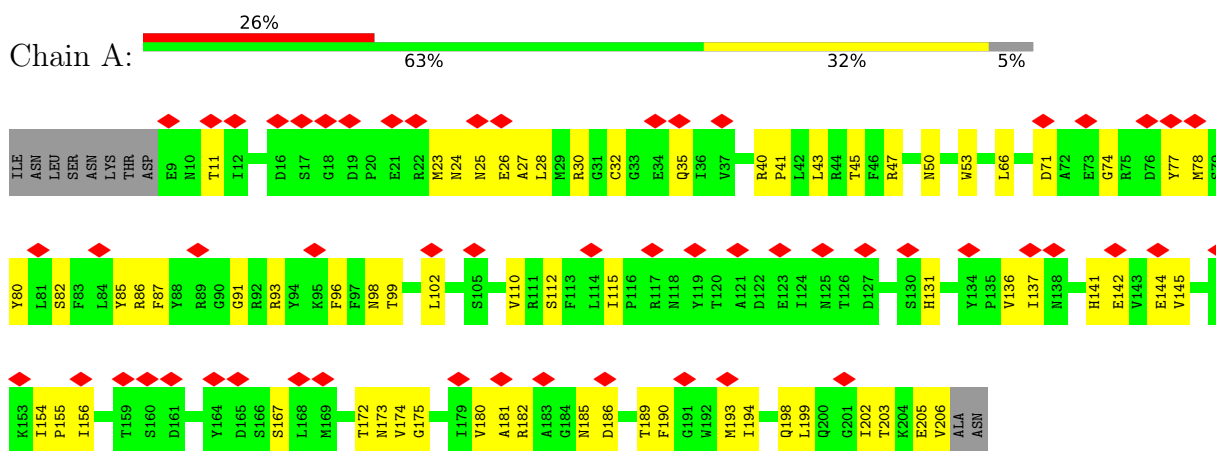 26%
Chain A:
63% 32% 5%
ILE ASN LEU SER ASN LYS THR ASP E9 N10 T11 I12 D16 S17 G18 D19 P20 E21 R22 M23 N24 N25 E26 A27 L28 M29 R30 G31 C32 G33 E34 Q35 I36 V37 R40 P41 L42 L43 R44 T45 F46 R47 N50 W53 L66 D71 A72 E73 G74 R75 D76 Y77 M78 S79
Y80 L81 S82 F83 L84 Y85 R86 F87 Y88 R89 G90 G91 R92 R93 Y94 K95 F96 F97 N98 T99 L102 S105 V110 R111 S112 F113 L114 I115 P116 R117 N118 Y119 T120 A121 D122 E123 I124 N125 T126 D127 S130 H131 Y134 P135 V136 I137 N138 H141 E142 V143 E144 V145
K153 I154 P155 I156 T159 S160 D161 Y164 D165 S166 S167 L168 M169 T172 N173 V174 G175 I179 V180 A181 R182 A183 G184 N185 D186 T189 F190 G191 W192 M193 I194 Q198 L199 Q200 G201 I202 T203 K204 E205 V206 ALA ASN